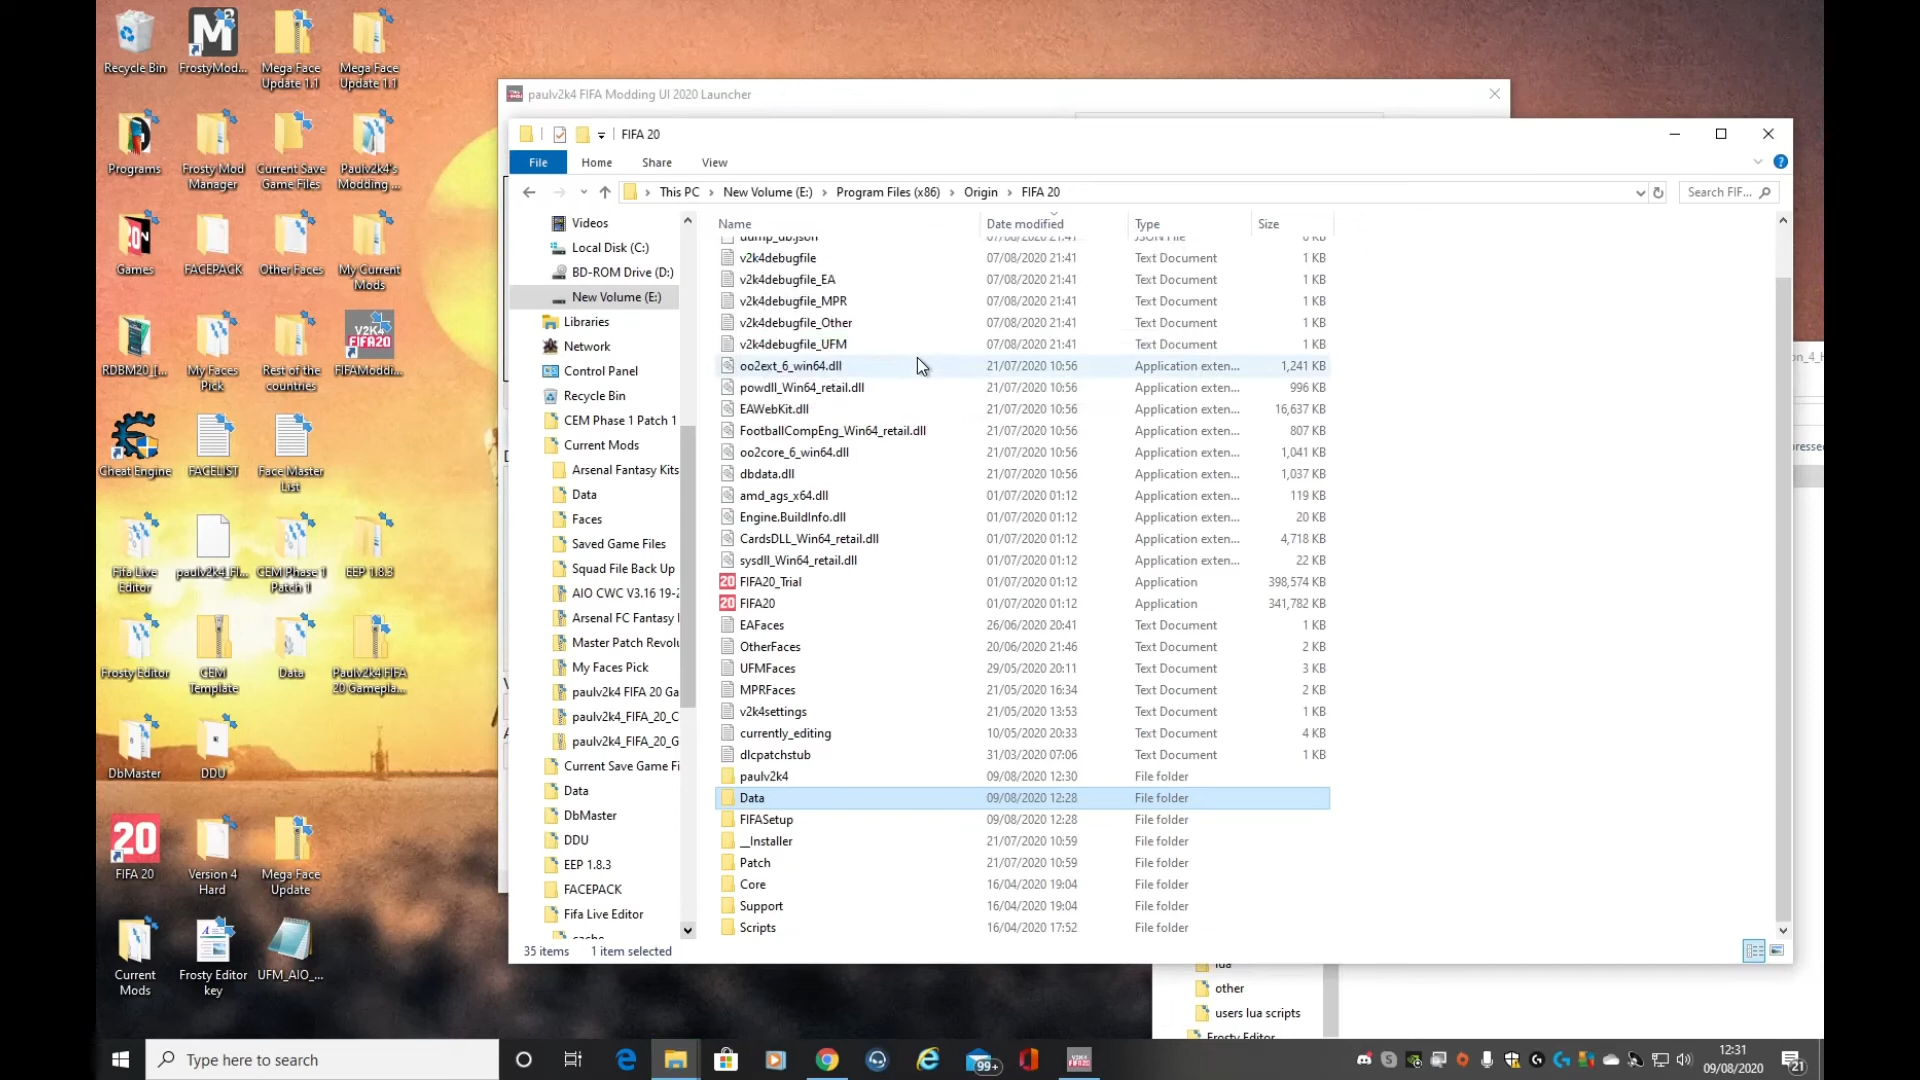 Recycle Bin
FrostyMod...
Mega Face
Update 1.1
Mega Face
Update 1.1
Programs
Frosty Mod
Manager
Current Save
Game Files
Paulv2k4's
Modding ...
Games
FACEPACK
Other Faces
My Current
Mods
RDBM20_[...
My Faces
Pick
Rest of the
countries
V2K4
FIFA20
FIFAModdi...
Cheat Engine
FACELIST
Face Master
List
Fifa Live
Editor
paulv2k4_FI...
CEM Phase 1
Patch 1
EEP 1.8.3
Frosty Editor
CEM
Template
Data
Paulv2k4 FIFA
20 Gamepla...
DbMaster
DDU
20
FIFA 20
Version 4
Hard
Mega Face
Update
Current
Mods
Frosty Editor
key
UFM_AIO_...
paulv2k4 FIFA Modding UI 2020 Launcher
FIFA 20
File
Home
Share
View
This PC
New Volume (E:)
Program Files (x86)
Origin
FIFA 20
Search FIF...
Videos
Local Disk (C:)
BD-ROM Drive (D:)
New Volume (E:)
Libraries
Network
Control Panel
Recycle Bin
CEM Phase 1 Patch 1
Current Mods
Arsenal Fantasy Kits
Data
Faces
Saved Game Files
Squad File Back Up
AIO CWC V3.16 19-2
Arsenal FC Fantasy
Master Patch Revolu
My Faces Pick
paulv2k4 FIFA 20 Ga
paulv2k4_FIFA_20_C
paulv2k4_FIFA_20_G
Current Save Game Fi
Data
DbMaster
DDU
EEP 1.8.3
FACEPACK
Fifa Live Editor
cache
Name Date modified Type Size
dump_db.json 07/08/2020 21:41 JSON File 0 KB
v2k4debugfile 07/08/2020 21:41 Text Document 1 KB
v2k4debugfile_EA 07/08/2020 21:41 Text Document 1 KB
v2k4debugfile_MPR 07/08/2020 21:41 Text Document 1 KB
v2k4debugfile_Other 07/08/2020 21:41 Text Document 1 KB
v2k4debugfile_UFM 07/08/2020 21:41 Text Document 1 KB
oo2ext_6_win64.dll 21/07/2020 10:56 Application exten... 1,241 KB
powdll_Win64_retail.dll 21/07/2020 10:56 Application exten... 996 KB
EAWebKit.dll 21/07/2020 10:56 Application exten... 16,637 KB
FootballCompEng_Win64_retail.dll 21/07/2020 10:56 Application exten... 807 KB
oo2core_6_win64.dll 21/07/2020 10:56 Application exten... 1,041 KB
dbdata.dll 21/07/2020 10:56 Application exten... 1,037 KB
amd_ags_x64.dll 01/07/2020 01:12 Application exten... 119 KB
Engine.BuildInfo.dll 01/07/2020 01:12 Application exten... 20 KB
CardsDLL_Win64_retail.dll 01/07/2020 01:12 Application exten... 4,718 KB
sysdll_Win64_retail.dll 01/07/2020 01:12 Application exten... 22 KB
FIFA20_Trial 01/07/2020 01:12 Application 398,574 KB
FIFA20 01/07/2020 01:12 Application 341,782 KB
EAFaces 26/06/2020 20:41 Text Document 1 KB
OtherFaces 20/06/2020 21:46 Text Document 2 KB
UFMFaces 29/05/2020 20:11 Text Document 3 KB
MPRFaces 21/05/2020 16:34 Text Document 2 KB
v2k4settings 21/05/2020 13:53 Text Document 1 KB
currently_editing 10/05/2020 20:33 Text Document 4 KB
dlcpatchstub 31/03/2020 07:06 Text Document 1 KB
paulv2k4 09/08/2020 12:30 File folder
Data 09/08/2020 12:28 File folder
FIFASetup 09/08/2020 12:28 File folder
__Installer 21/07/2020 10:59 File folder
Patch 21/07/2020 10:59 File folder
Core 16/04/2020 19:04 File folder
Support 16/04/2020 19:04 File folder
Scripts 16/04/2020 17:52 File folder
35 items 1 item selected
on_4_H
ressed
lua
other
users lua scripts
Frosty Editor
Type here to search
99+
12:31
09/08/2020
21